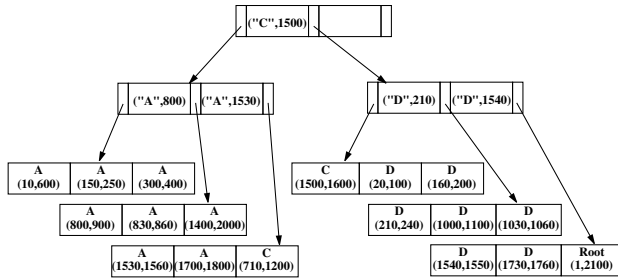 ("C",1500)
("A",800) ("A",1530)
("D",210) ("D",1540)
A A A
(10,600) (150,250) (300,400)
C D D
(1500,1600) (20,100) (160,200)
A A A
(800,900) (830,860) (1400,2000)
D D D
(210,240) (1000,1100) (1030,1060)
A A C
(1530,1560) (1700,1800) (710,1200)
D D Root
(1540,1550) (1730,1760) (1,2100)